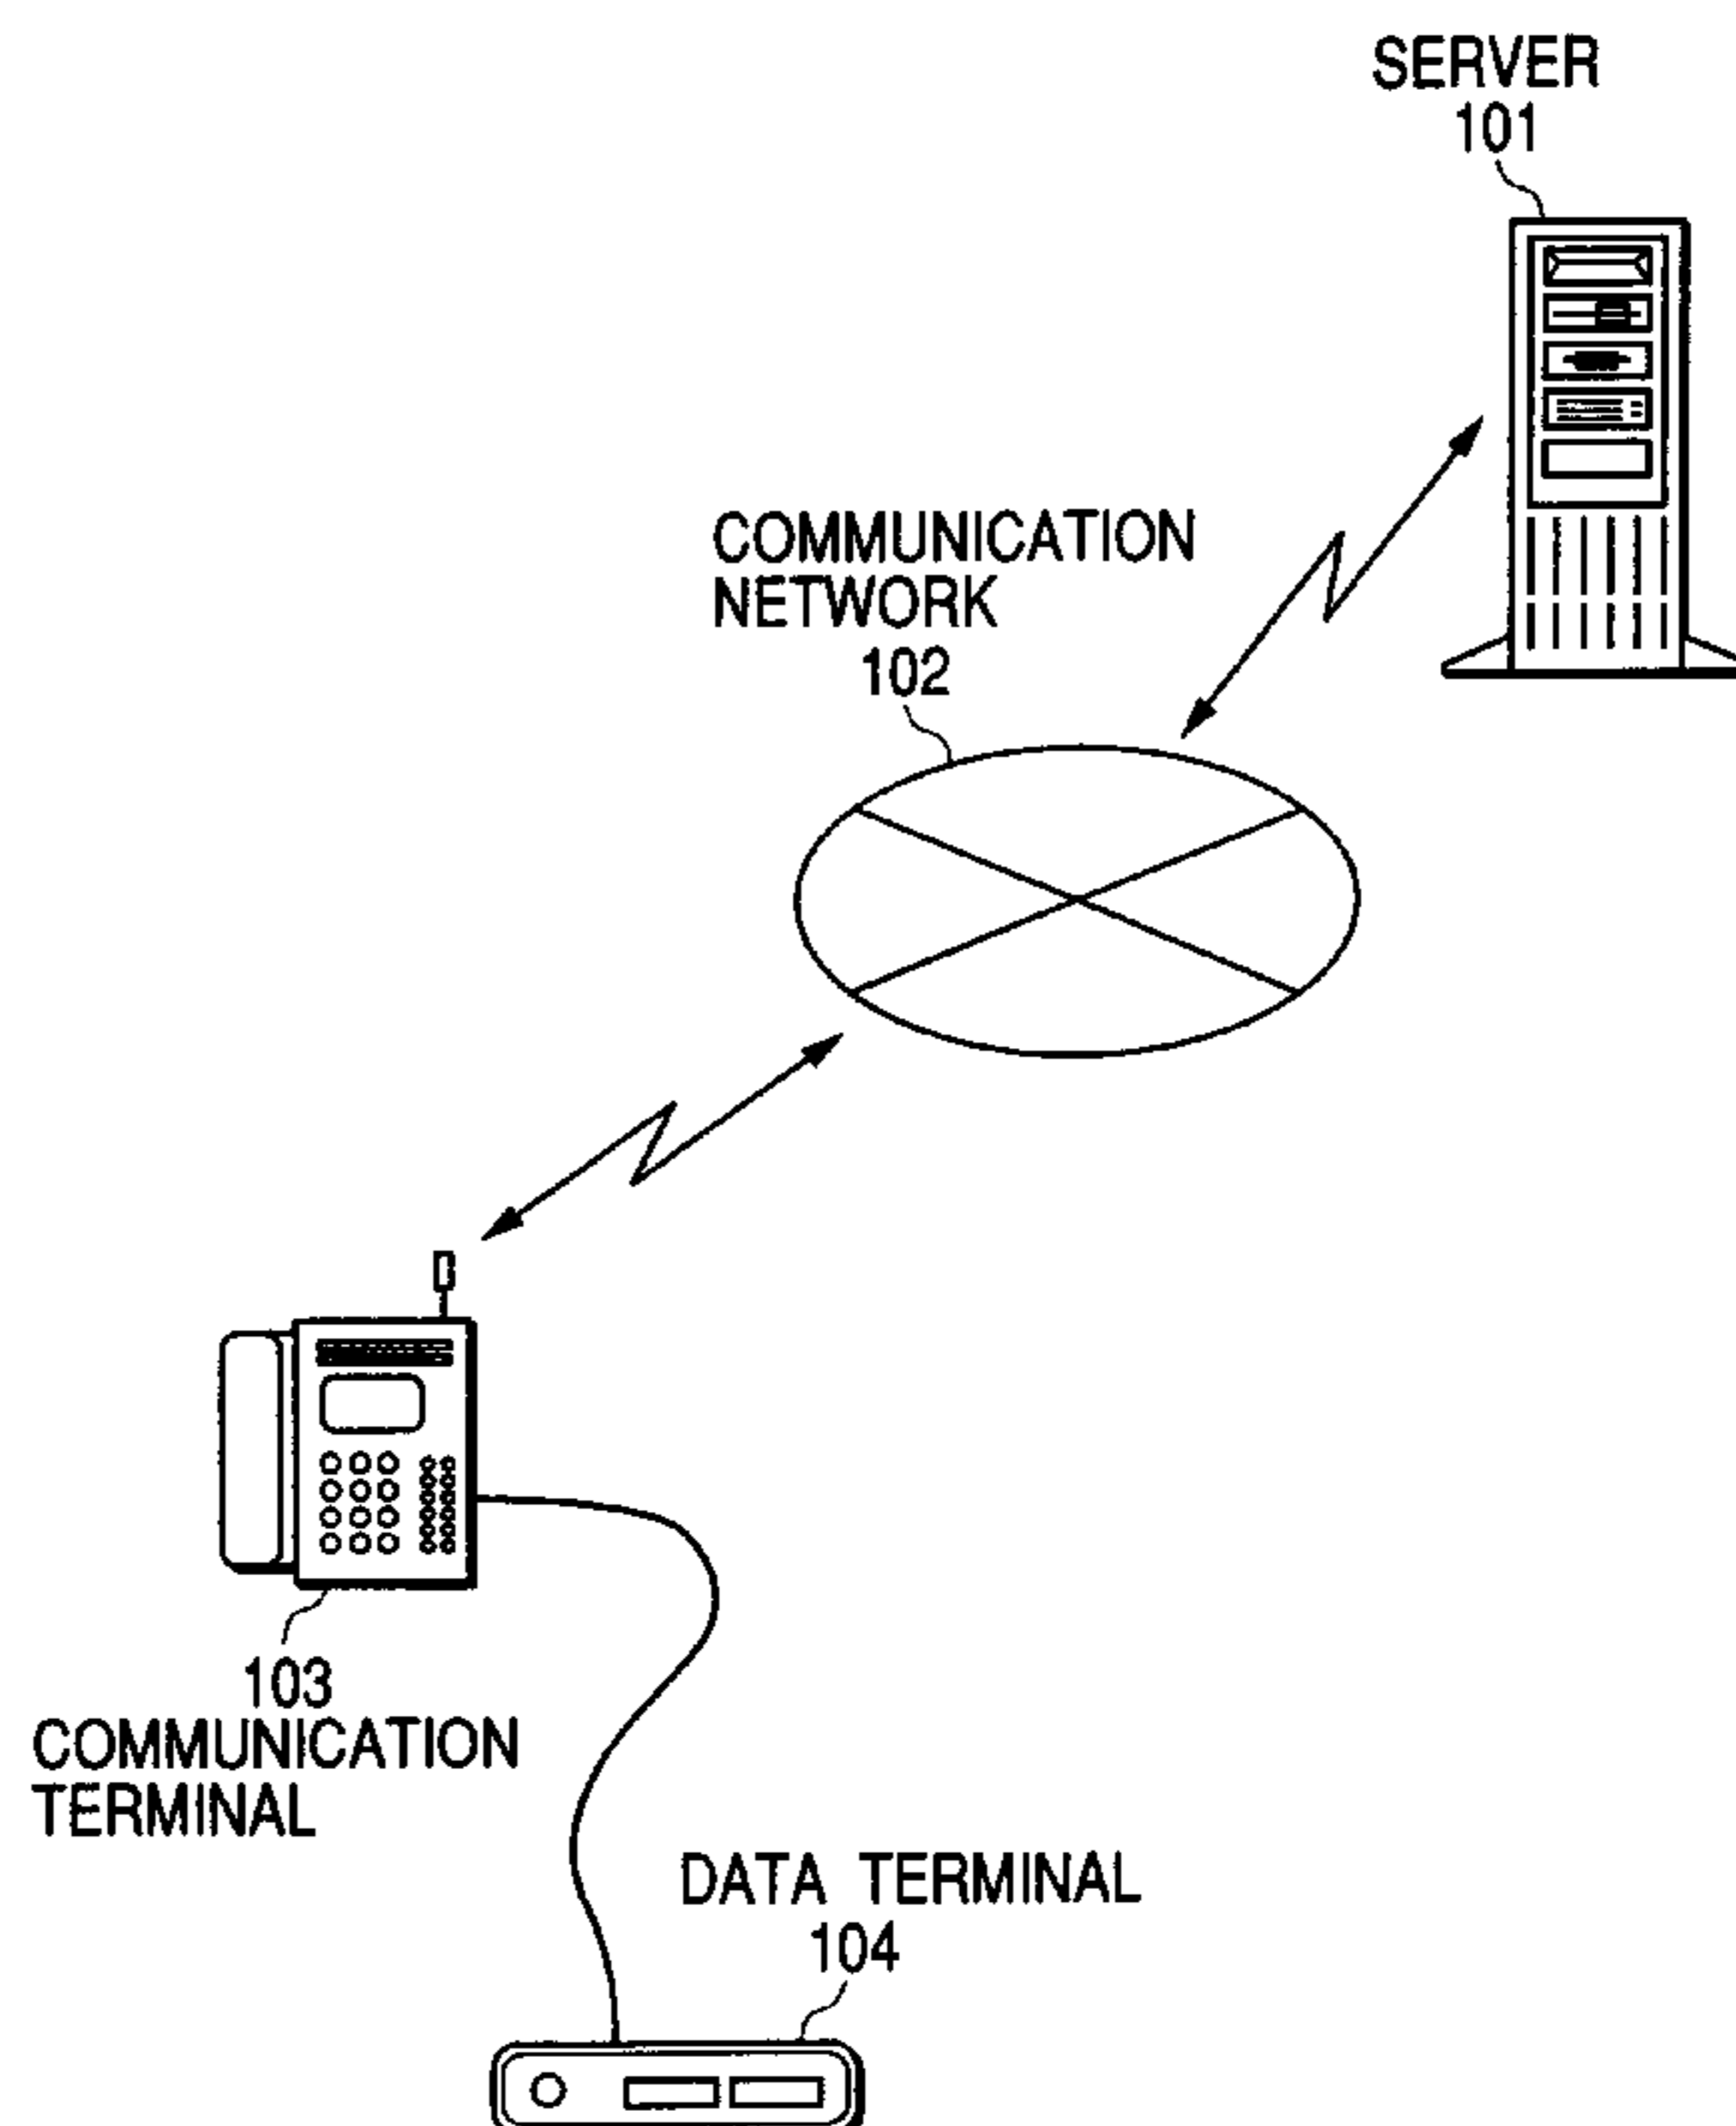 SERVER
101
COMMUNICATION
NETWORK
102
103
COMMUNICATION
TERMINAL
DATA TERMINAL
104